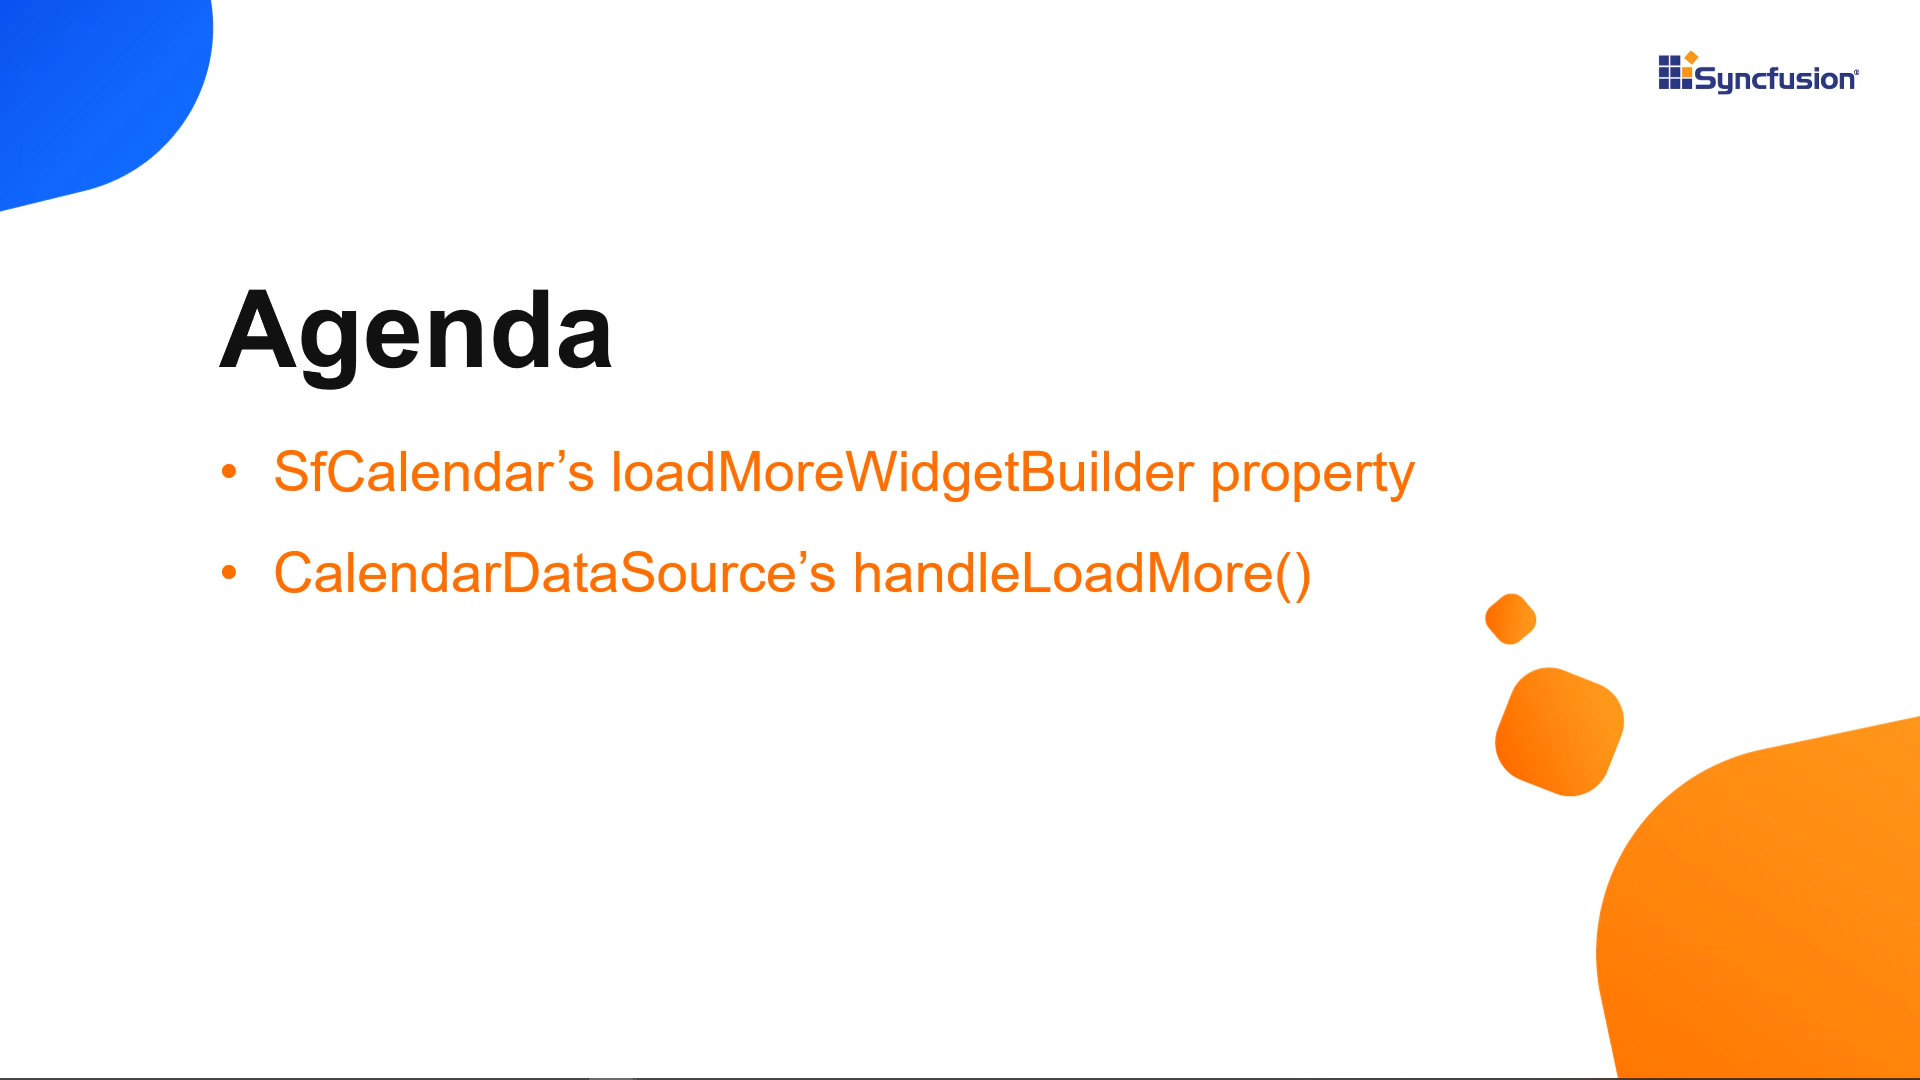 Syncfusion®
Agenda
• SfCalendar’s loadMoreWidgetBuilder property
• CalendarDataSource’s handleLoadMore()